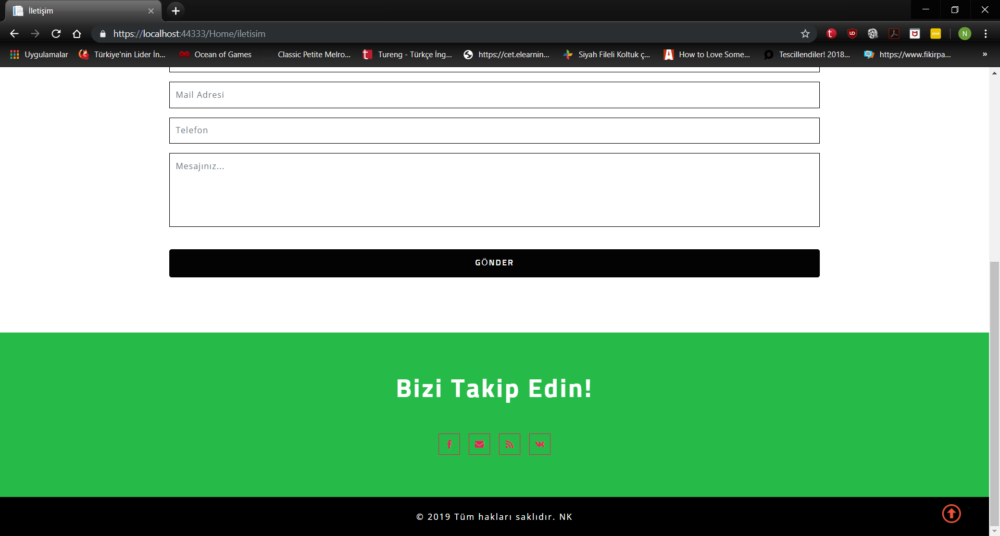 İletişim
https://localhost:44333/Home/iletisim
N
Uygulamalar Türkiye'nin Lider İn... Ocean of Games Classic Petite Melro... Tureng - Türkçe İng... https://cet.elearnin... Siyah Fileli Koltuk ç... How to Love Some... Tescillendiler! 2018... https://www.fikirpa... »
Mail Adresi
Telefon
Mesajınız...
GÖNDER
Bizi Takip Edin!
© 2019 Tüm hakları saklıdır. NK